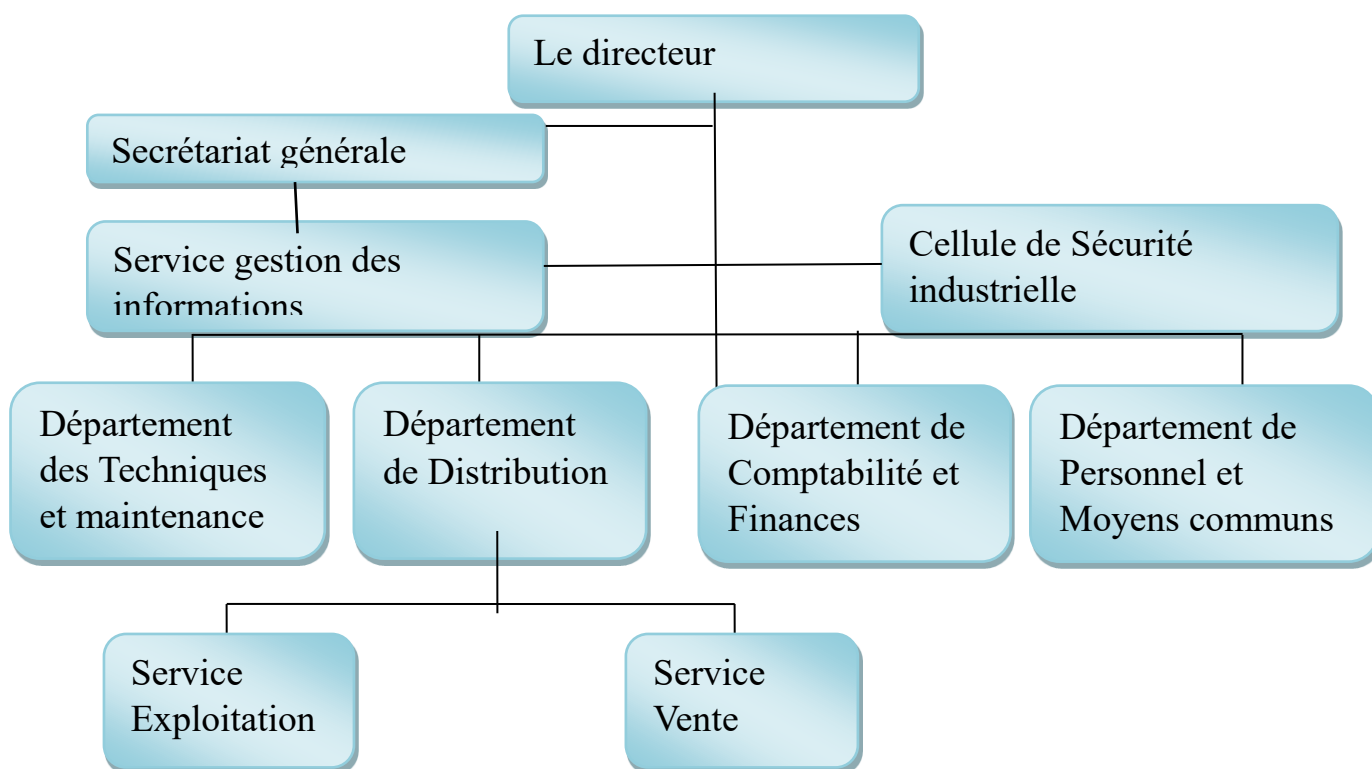 Le directeur
Secrétariat générale
Service gestion des
informations
Cellule de Sécurité
industrielle
Département
des Techniques
et maintenance
Département
de Distribution
Département de
Comptabilité et
Finances
Département de
Personnel et
Moyens communs
Service
Exploitation
Service
Vente